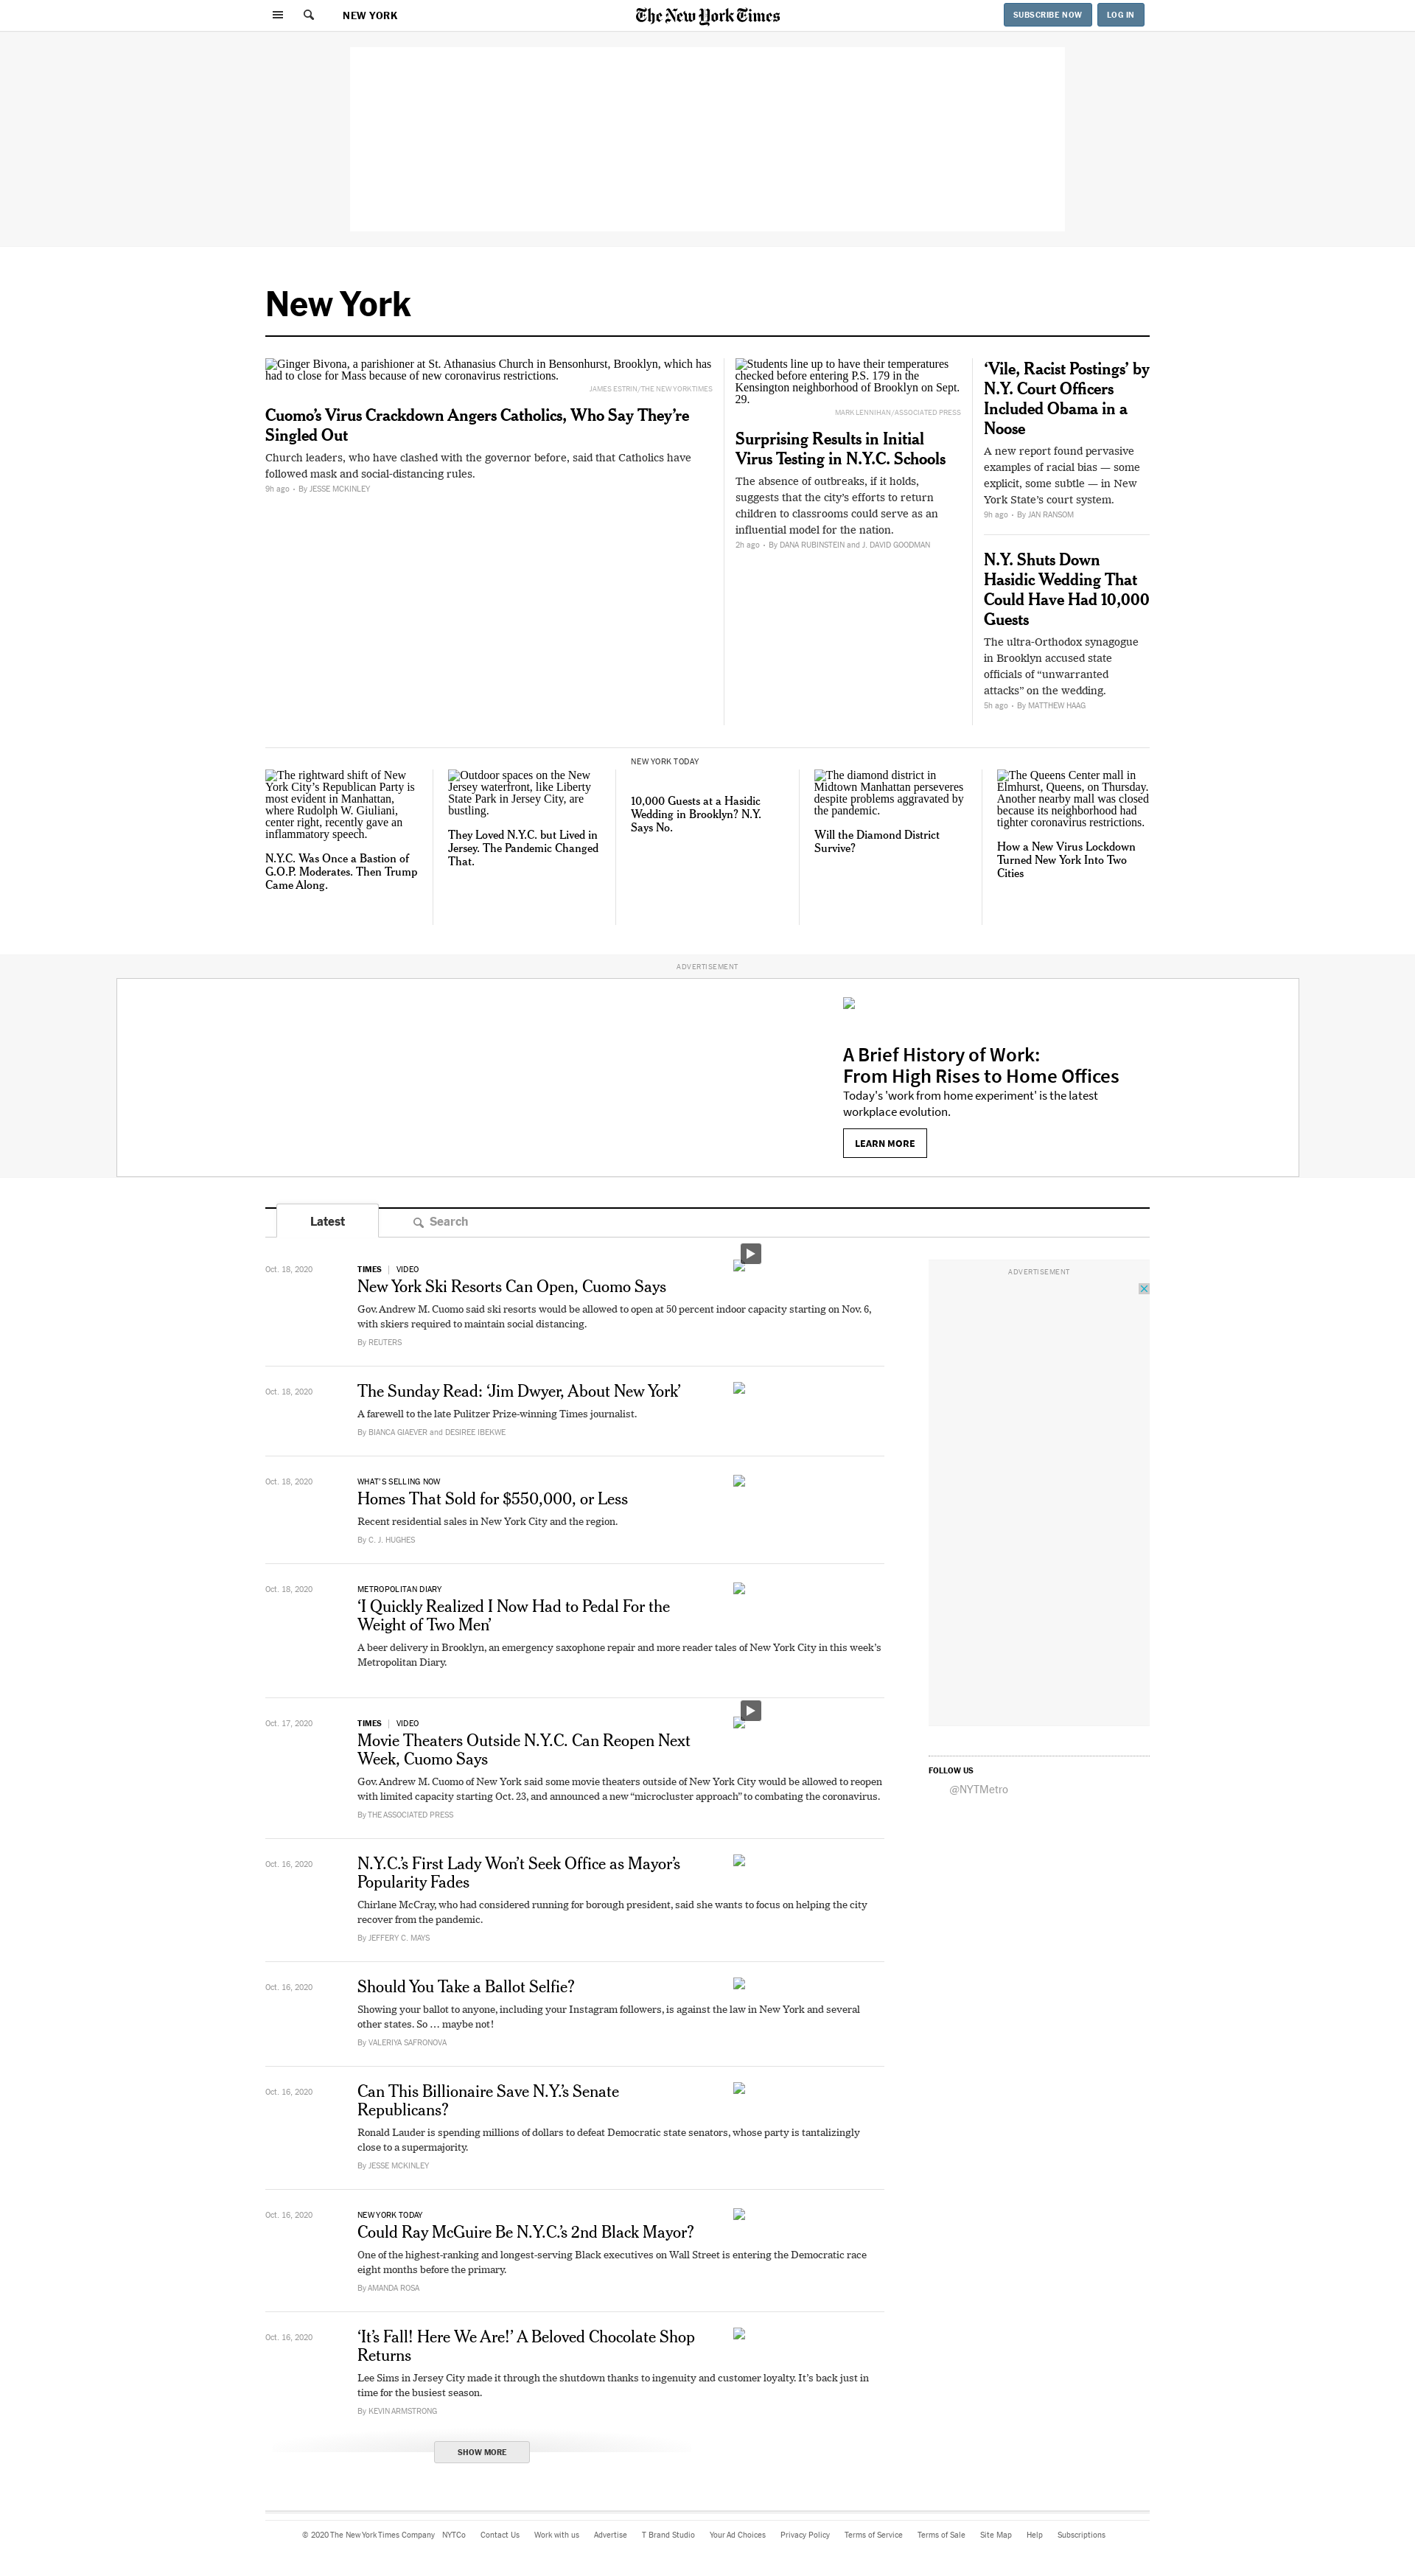 NEW YORK
The New York Times
SUBSCRIBE NOW
LOG IN
New York
Ginger Bivona, a parishioner at St. Athanasius Church in Bensonhurst, Brooklyn, which has
had to close for Mass because of new coronavirus restrictions.
JAMES ESTRIN/THE NEW YORK TIMES
Cuomo’s Virus Crackdown Angers Catholics, Who Say They’re
Singled Out
Church leaders, who have clashed with the governor before, said that Catholics have
followed mask and social-distancing rules.
9h ago • By JESSE MCKINLEY
Students line up to have their temperatures
checked before entering P.S. 179 in the
Kensington neighborhood of Brooklyn on Sept.
29.
MARK LENNIHAN/ASSOCIATED PRESS
Surprising Results in Initial
Virus Testing in N.Y.C. Schools
The absence of outbreaks, if it holds,
suggests that the city’s efforts to return
children to classrooms could serve as an
influential model for the nation.
2h ago • By DANA RUBINSTEIN and J. DAVID GOODMAN
‘Vile, Racist Postings’ by
N.Y. Court Officers
Included Obama in a
Noose
A new report found pervasive
examples of racial bias — some
explicit, some subtle — in New
York State’s court system.
9h ago • By JAN RANSOM
N.Y. Shuts Down
Hasidic Wedding That
Could Have Had 10,000
Guests
The ultra-Orthodox synagogue
in Brooklyn accused state
officials of “unwarranted
attacks” on the wedding.
5h ago • By MATTHEW HAAG
The rightward shift of New
York City’s Republican Party is
most evident in Manhattan,
where Rudolph W. Giuliani,
center right, recently gave an
inflammatory speech.
N.Y.C. Was Once a Bastion of
G.O.P. Moderates. Then Trump
Came Along.
Outdoor spaces on the New
Jersey waterfront, like Liberty
State Park in Jersey City, are
bustling.
They Loved N.Y.C. but Lived in
Jersey. The Pandemic Changed
That.
NEW YORK TODAY
10,000 Guests at a Hasidic
Wedding in Brooklyn? N.Y.
Says No.
The diamond district in
Midtown Manhattan perseveres
despite problems aggravated by
the pandemic.
Will the Diamond District
Survive?
The Queens Center mall in
Elmhurst, Queens, on Thursday.
Another nearby mall was closed
because its neighborhood had
tighter coronavirus restrictions.
How a New Virus Lockdown
Turned New York Into Two
Cities
ADVERTISEMENT
A Brief History of Work:
From High Rises to Home Offices
Today's 'work from home experiment' is the latest
workplace evolution.
LEARN MORE
Latest
Search
Oct. 18, 2020
TIMES | VIDEO
New York Ski Resorts Can Open, Cuomo Says
Gov. Andrew M. Cuomo said ski resorts would be allowed to open at 50 percent indoor capacity starting on Nov. 6,
with skiers required to maintain social distancing.
By REUTERS
Oct. 18, 2020
The Sunday Read: ‘Jim Dwyer, About New York’
A farewell to the late Pulitzer Prize-winning Times journalist.
By BIANCA GIAEVER and DESIREE IBEKWE
Oct. 18, 2020
WHAT’S SELLING NOW
Homes That Sold for $550,000, or Less
Recent residential sales in New York City and the region.
By C. J. HUGHES
Oct. 18, 2020
METROPOLITAN DIARY
‘I Quickly Realized I Now Had to Pedal For the
Weight of Two Men’
A beer delivery in Brooklyn, an emergency saxophone repair and more reader tales of New York City in this week’s
Metropolitan Diary.
Oct. 17, 2020
TIMES | VIDEO
Movie Theaters Outside N.Y.C. Can Reopen Next
Week, Cuomo Says
Gov. Andrew M. Cuomo of New York said some movie theaters outside of New York City would be allowed to reopen
with limited capacity starting Oct. 23, and announced a new “microcluster approach” to combating the coronavirus.
By THE ASSOCIATED PRESS
Oct. 16, 2020
N.Y.C.’s First Lady Won’t Seek Office as Mayor’s
Popularity Fades
Chirlane McCray, who had considered running for borough president, said she wants to focus on helping the city
recover from the pandemic.
By JEFFERY C. MAYS
Oct. 16, 2020
Should You Take a Ballot Selfie?
Showing your ballot to anyone, including your Instagram followers, is against the law in New York and several
other states. So … maybe not!
By VALERIYA SAFRONOVA
Oct. 16, 2020
Can This Billionaire Save N.Y.’s Senate
Republicans?
Ronald Lauder is spending millions of dollars to defeat Democratic state senators, whose party is tantalizingly
close to a supermajority.
By JESSE MCKINLEY
Oct. 16, 2020
NEW YORK TODAY
Could Ray McGuire Be N.Y.C.’s 2nd Black Mayor?
One of the highest-ranking and longest-serving Black executives on Wall Street is entering the Democratic race
eight months before the primary.
By AMANDA ROSA
Oct. 16, 2020
‘It’s Fall! Here We Are!’ A Beloved Chocolate Shop
Returns
Lee Sims in Jersey City made it through the shutdown thanks to ingenuity and customer loyalty. It’s back just in
time for the busiest season.
By KEVIN ARMSTRONG
SHOW MORE
ADVERTISEMENT
FOLLOW US
@NYTMetro
© 2020 The New York Times Company NYTCo Contact Us Work with us Advertise T Brand Studio Your Ad Choices Privacy Policy Terms of Service Terms of Sale Site Map Help Subscriptions